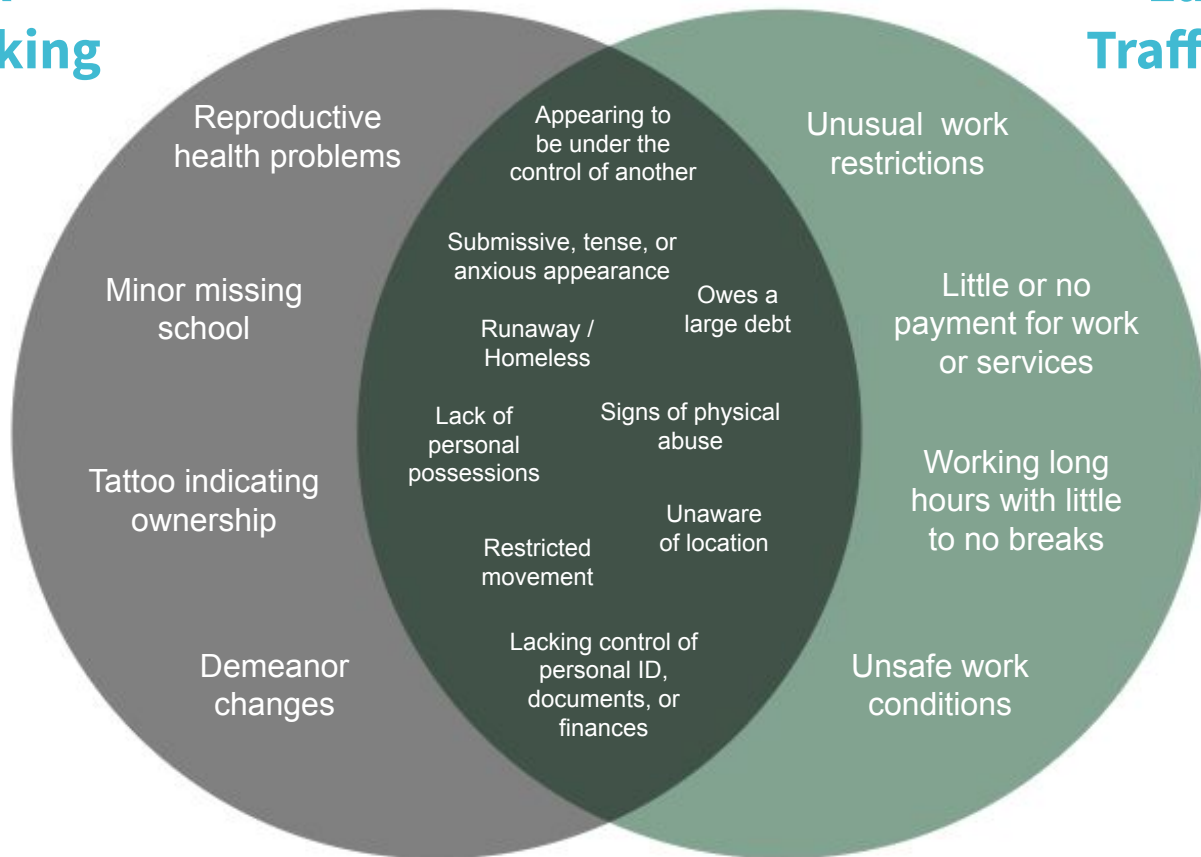 king
Traff
Reproductive
health problems
Minor missing
school
Tattoo indicating
ownership
Demeanor
changes
Appearing to
be under the
control of another
Submissive, tense, or
anxious appearance
Owes a
large debt
Runaway /
Homeless
Lack of
personal
possessions
Signs of physical
abuse
Unaware
of location
Restricted
movement
Lacking control of
personal ID,
documents, or
finances
Unusual work
restrictions
Little or no
payment for work
or services
Working long
hours with little
to no breaks
Unsafe work
conditions